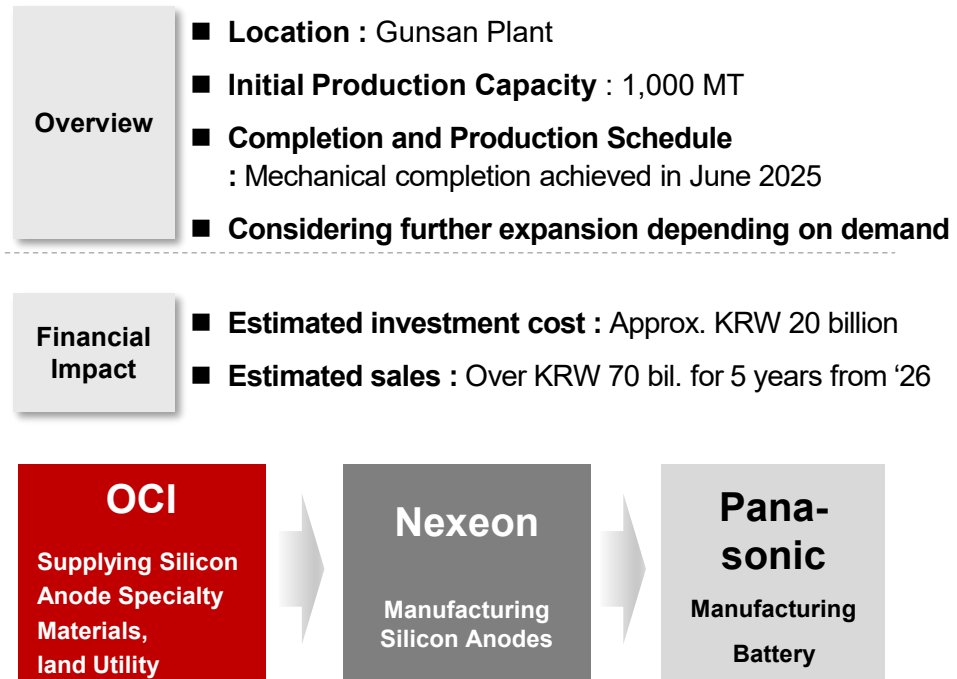 Overview
■ Location : Gunsan Plant
■ Initial Production Capacity : 1,000 MT
■ Completion and Production Schedule
: Mechanical completion achieved in June 2025
■ Considering further expansion depending on demand
Financial
Impact
■ Estimated investment cost : Approx. KRW 20 billion
■ Estimated sales : Over KRW 70 bil. for 5 years from ‘26
OCI
Supplying Silicon
Anode Specialty
Materials,
land Utility
Nexeon
Manufacturing
Silicon Anodes
Pana-
sonic
Manufacturing
Battery